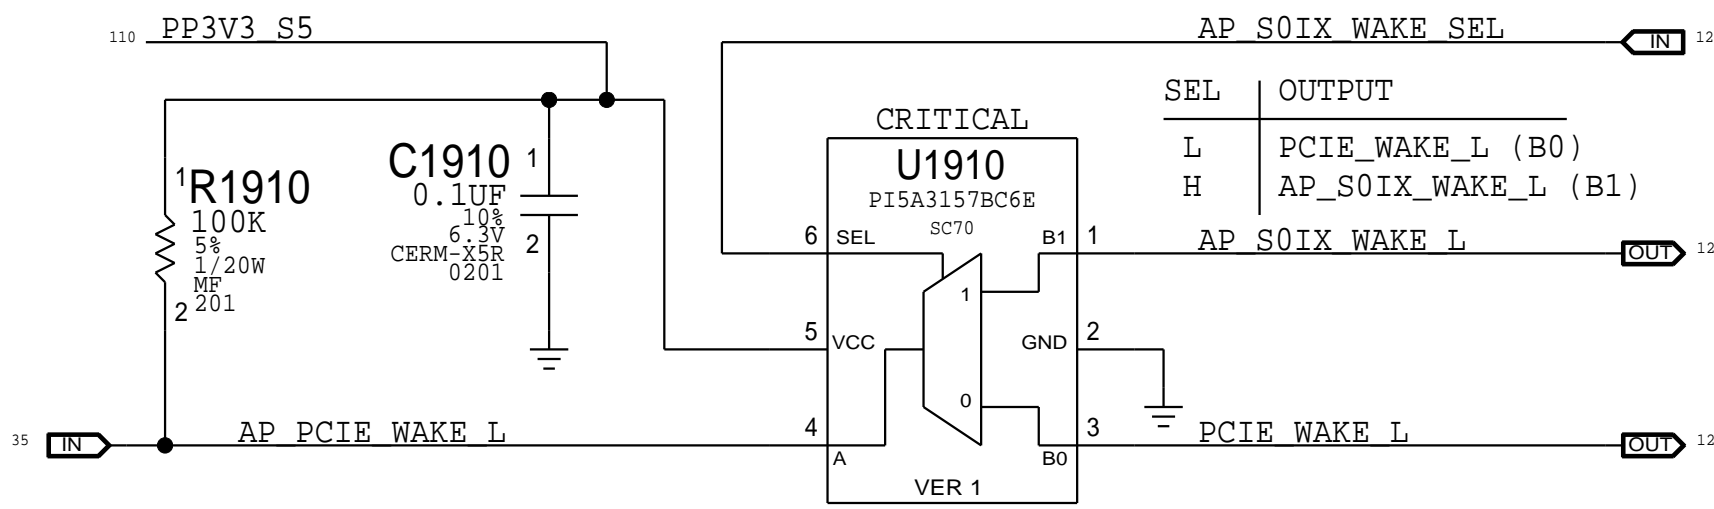 110 PP3V3_S5
AP_S0IX_WAKE_SEL IN 12
SEL OUTPUT
L PCIE_WAKE_L (B0)
H AP_S0IX_WAKE_L (B1)
CRITICAL
U1910
PI5A3157BC6E
SC70
1 R1910
100K
5%
1/20W
MF
201
2
C1910 1
0.1UF
10%
6.3V
CERM-X5R
0201
2
6 SEL B1 1 AP_S0IX_WAKE_L OUT 12
1
5 VCC GND 2
0
35 IN AP_PCIE_WAKE_L 4 A B0 3 PCIE_WAKE_L OUT 12
VER 1